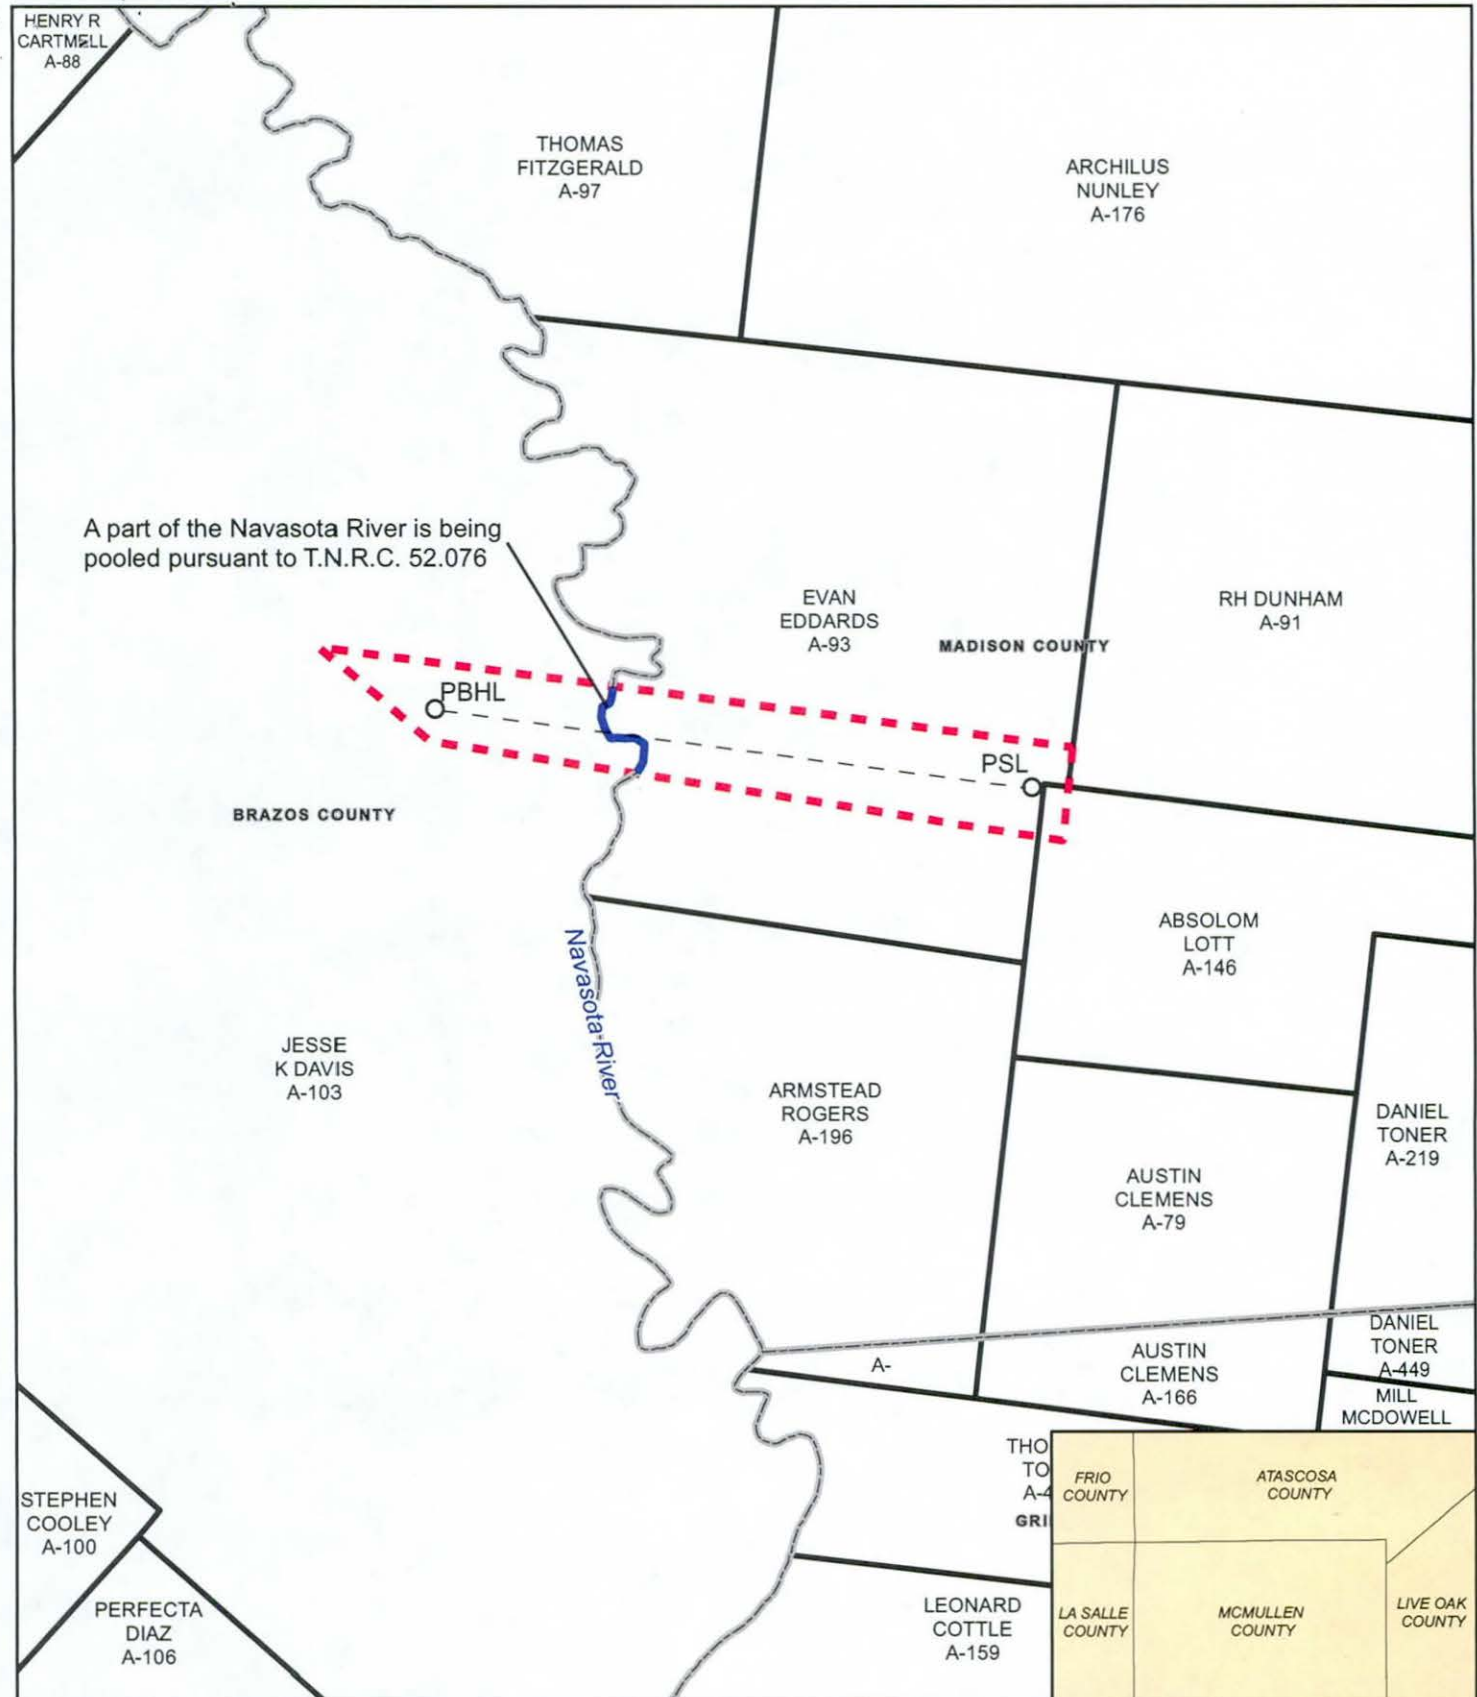 HENRY R
CARTMELL
A-88
THOMAS
FITZGERALD
A-97
ARCHILUS
NUNLEY
A-176
A part of the Navasota River is being
pooled pursuant to T.N.R.C. 52.076
EVAN
EDDARDS
A-93
MADISON COUNTY
RH DUNHAM
A-91
PBHL
PSL
BRAZOS COUNTY
ABSOLOM
LOTT
A-146
Navasota River
JESSE
K DAVIS
A-103
ARMSTEAD
ROGERS
A-196
DANIEL
TONER
A-219
AUSTIN
CLEMENS
A-79
DANIEL
TONER
A-449
A-
AUSTIN
CLEMENS
A-166
MILL
MCDOWELL
THO
TO
A-4
GRI
FRIO
COUNTY
ATASCOSA
COUNTY
STEPHEN
COOLEY
A-100
PERFECTA
DIAZ
A-106
LEONARD
COTTLE
A-159
LA SALLE
COUNTY
MCMULLEN
COUNTY
LIVE OAK
COUNTY